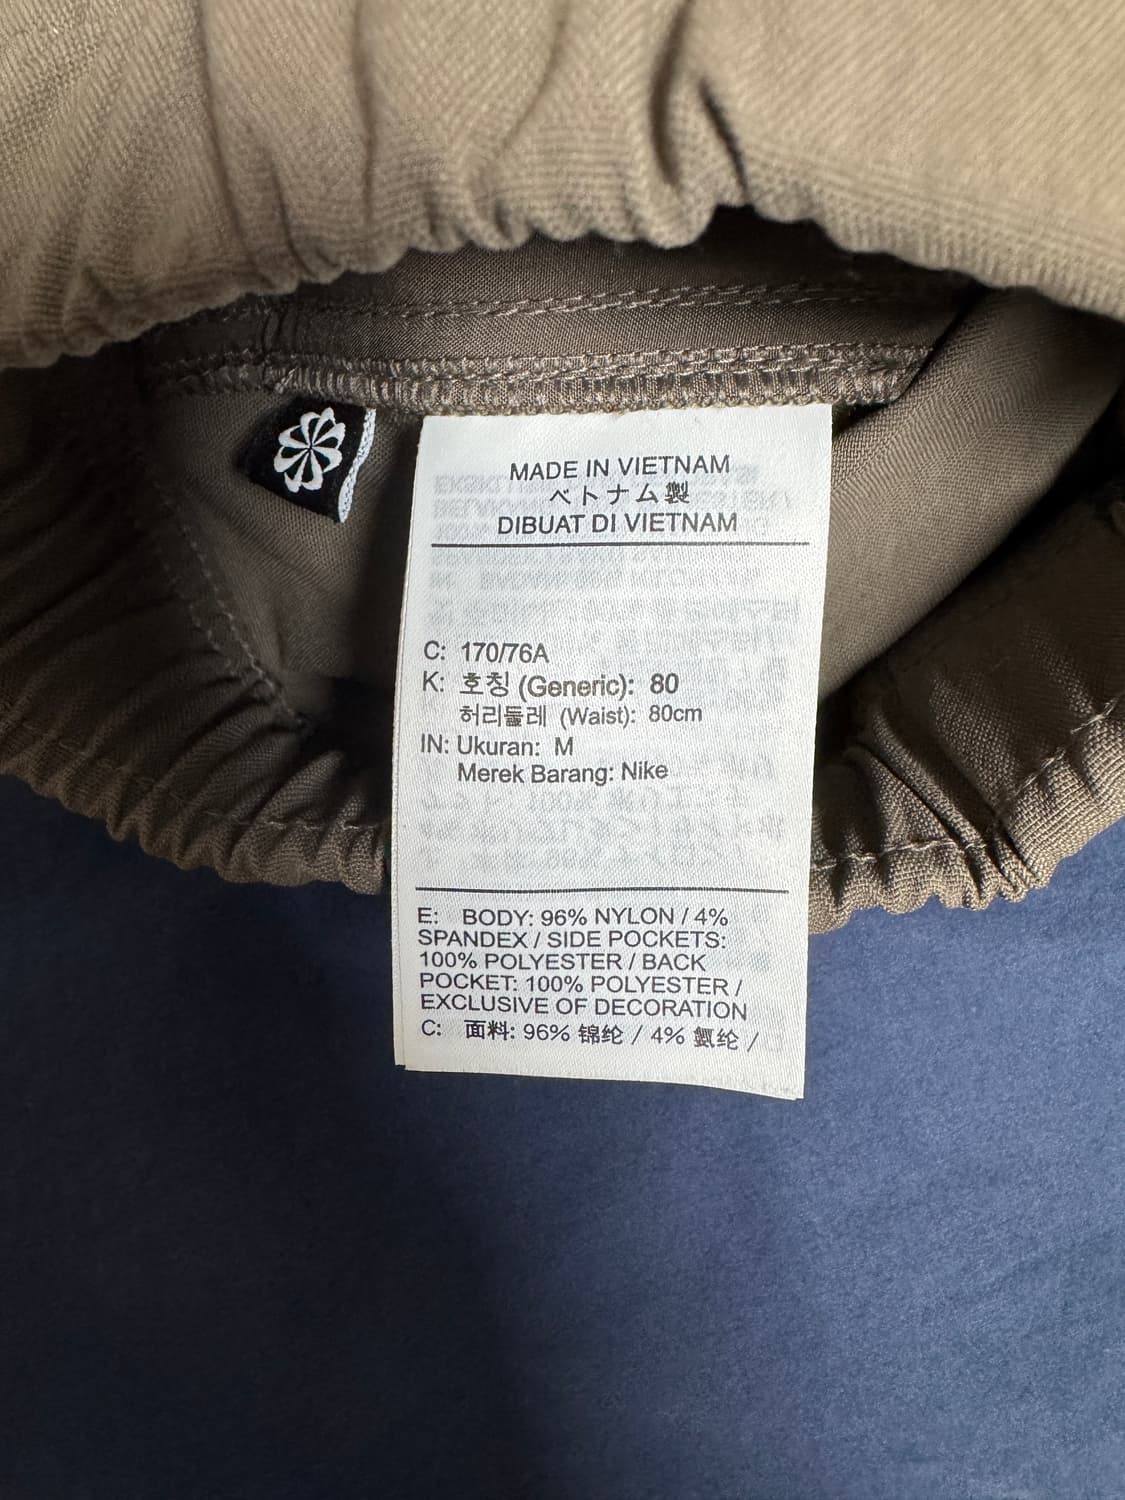 MADE IN VIETNAM
ベトナム製
DIBUAT DI VIETNAM
C: 170/76A
K: 호칭 (Generic): 80
허리들레 (Waist): 80cm
IN: Ukuran: M
Merek Barang: Nike
E: BODY: 96% NYLON / 4%
SPANDEX / SIDE POCKETS:
100% POLYESTER / BACK
POCKET: 100% POLYESTER /
EXCLUSIVE OF DECORATION
C: 面料: 96% 锦纶 / 4% 氨纶 /